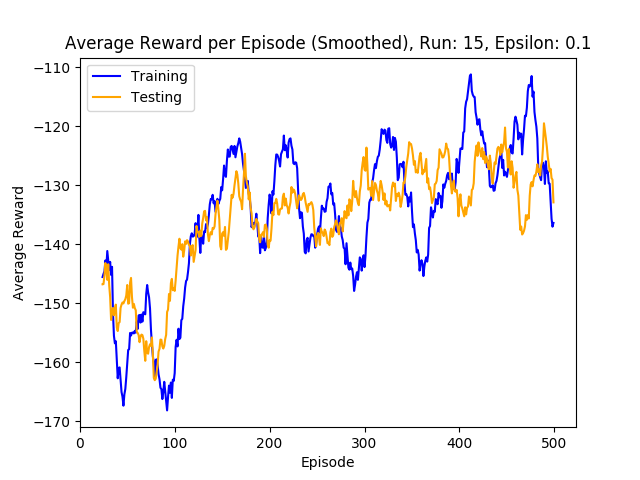 Average Reward per Episode (Smoothed), Run: 15, Epsilon: 0.1
Training
Testing
−110
−120
−130
−140
−150
−160
−170
Average Reward
0 100 200 300 400 500
Episode